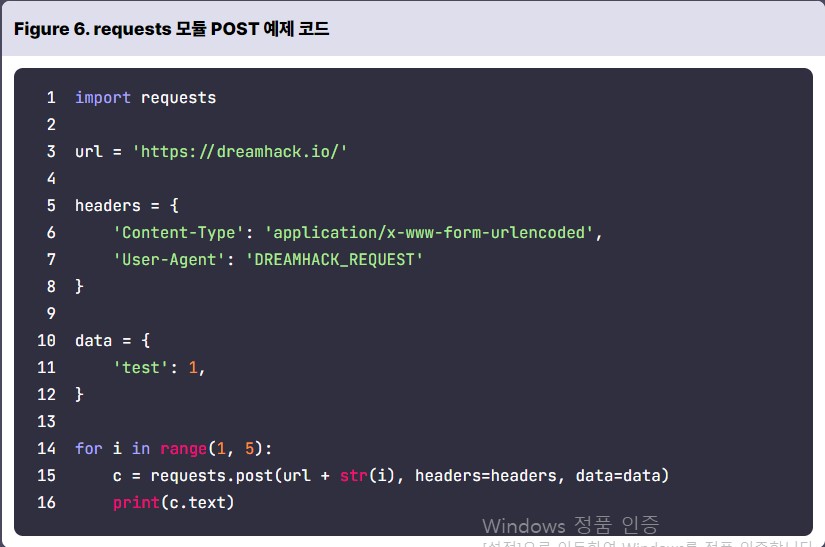 Figure 6. requests 모듈 POST 예제 코드
1 import requests
2
3 url = 'https://dreamhack.io/'
4
5 headers = {
6     'Content-Type': 'application/x-www-form-urlencoded',
7     'User-Agent': 'DREAMHACK_REQUEST'
8 }
9
10 data = {
11     'test': 1,
12 }
13
14 for i in range(1, 5):
15     c = requests.post(url + str(i), headers=headers, data=data)
16     print(c.text)
Windows 정품 인증